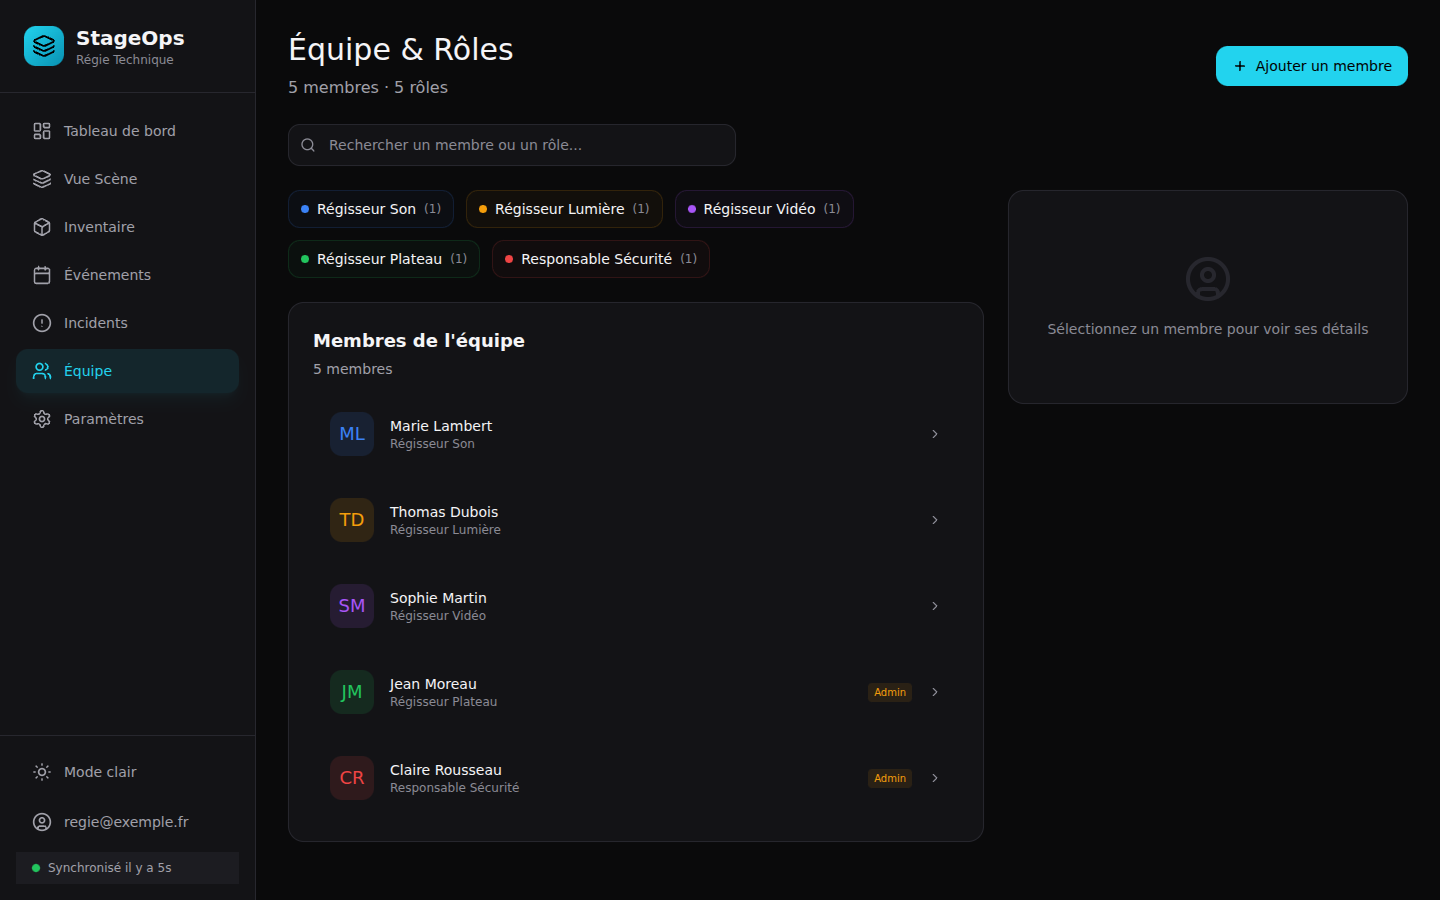 StageOps
Régie Technique
Tableau de bord
Vue Scène
Inventaire
Événements
Incidents
Équipe
Paramètres
Mode clair
regie@exemple.fr
Synchronisé il y a 5s
Équipe & Rôles
5 membres · 5 rôles
Ajouter un membre
Rechercher un membre ou un rôle...
Régisseur Son (1)
Régisseur Lumière (1)
Régisseur Vidéo (1)
Régisseur Plateau (1)
Responsable Sécurité (1)
Membres de l'équipe
5 membres
ML
Marie Lambert
Régisseur Son
TD
Thomas Dubois
Régisseur Lumière
SM
Sophie Martin
Régisseur Vidéo
JM
Jean Moreau
Régisseur Plateau
Admin
CR
Claire Rousseau
Responsable Sécurité
Admin
Sélectionnez un membre pour voir ses détails